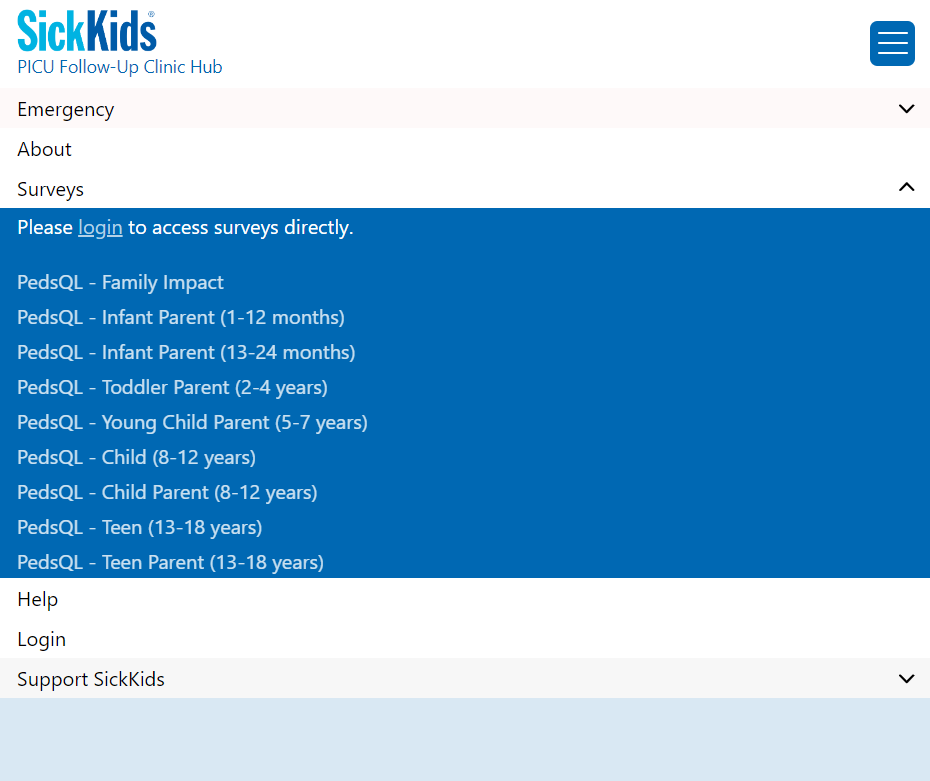 SickKids®
PICU Follow-Up Clinic Hub
Emergency
About
Surveys
Please login to access surveys directly.
PedsQL - Family Impact
PedsQL - Infant Parent (1-12 months)
PedsQL - Infant Parent (13-24 months)
PedsQL - Toddler Parent (2-4 years)
PedsQL - Young Child Parent (5-7 years)
PedsQL - Child (8-12 years)
PedsQL - Child Parent (8-12 years)
PedsQL - Teen (13-18 years)
PedsQL - Teen Parent (13-18 years)
Help
Login
Support SickKids